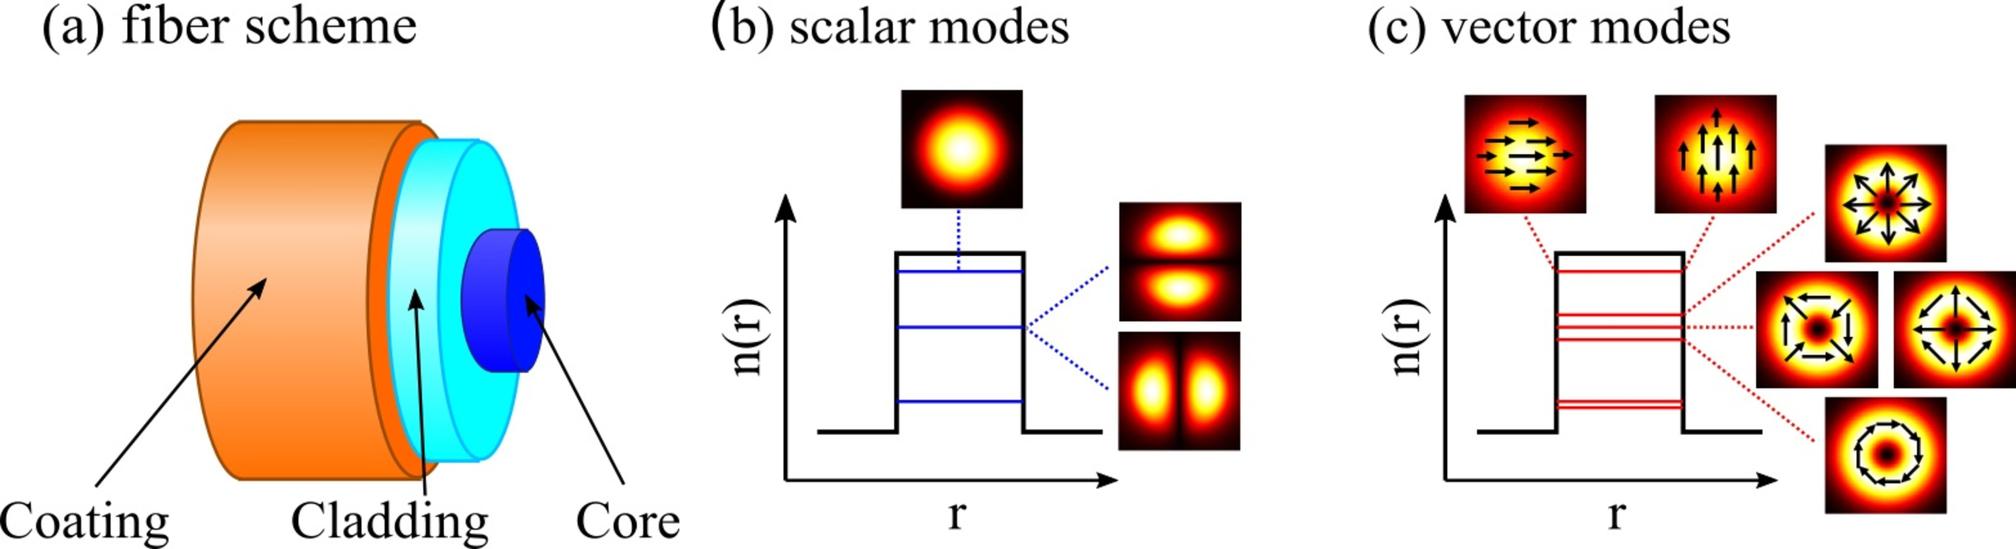 (a) fiber scheme
Coating
Cladding
Core
(b) scalar modes
n(r)
r
(c) vector modes
n(r)
r